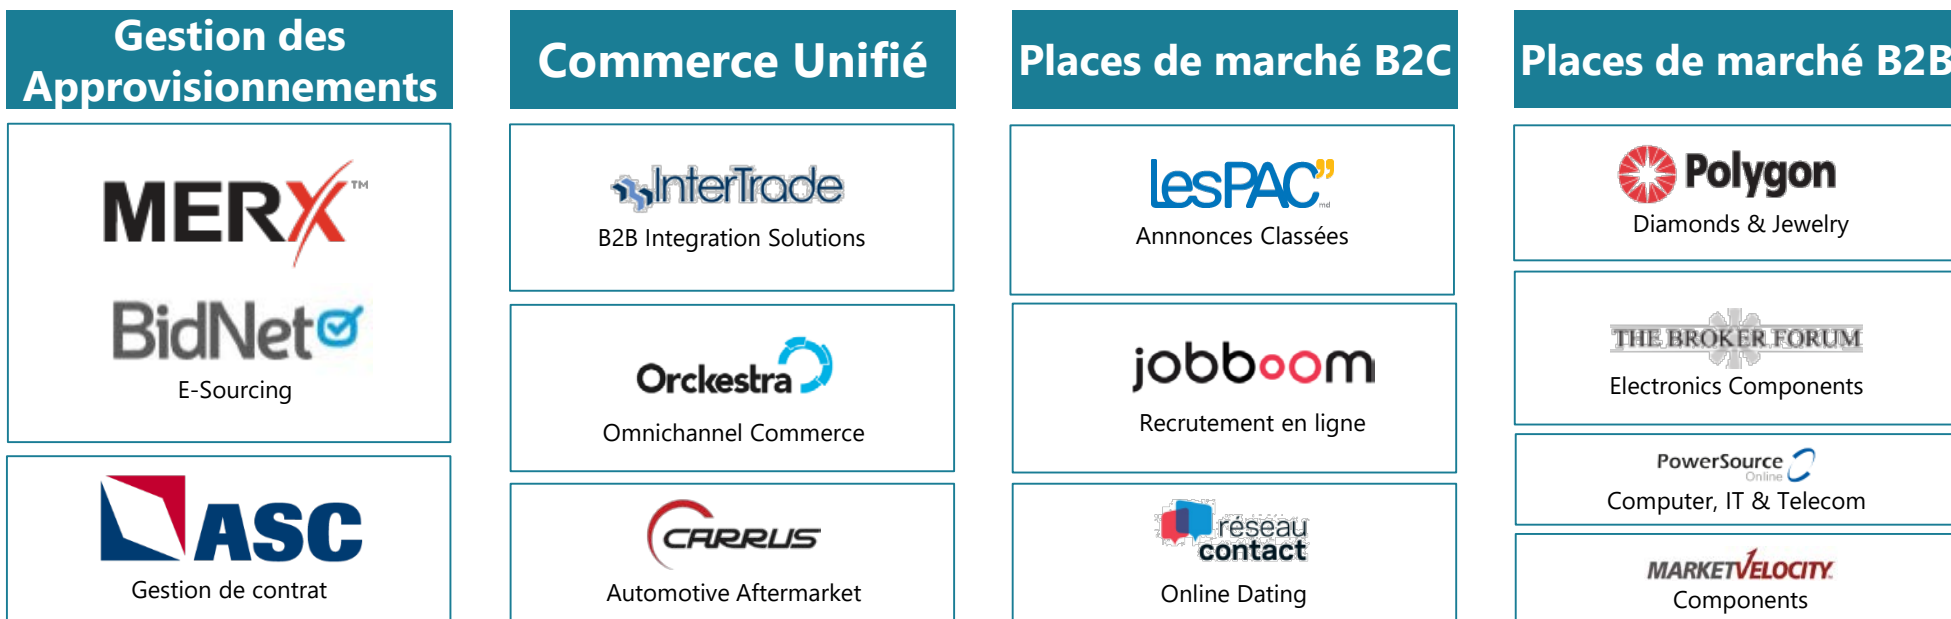 Gestion des
Approvisionnements
MERX™
BidNet
E-Sourcing
ASC
Gestion de contrat
Commerce Unifié
InterTrade
B2B Integration Solutions
Orckestra
Omnichannel Commerce
CARRUS
Automotive Aftermarket
Places de marché B2C
LesPAC”
md
Annnonces Classées
jobboom
Recrutement en ligne
réseau
contact
Online Dating
Places de marché B2B
Polygon
Diamonds & Jewelry
THE BROKER FORUM
Electronics Components
PowerSource
Online
Computer, IT & Telecom
MARKETVELOCITY
Components